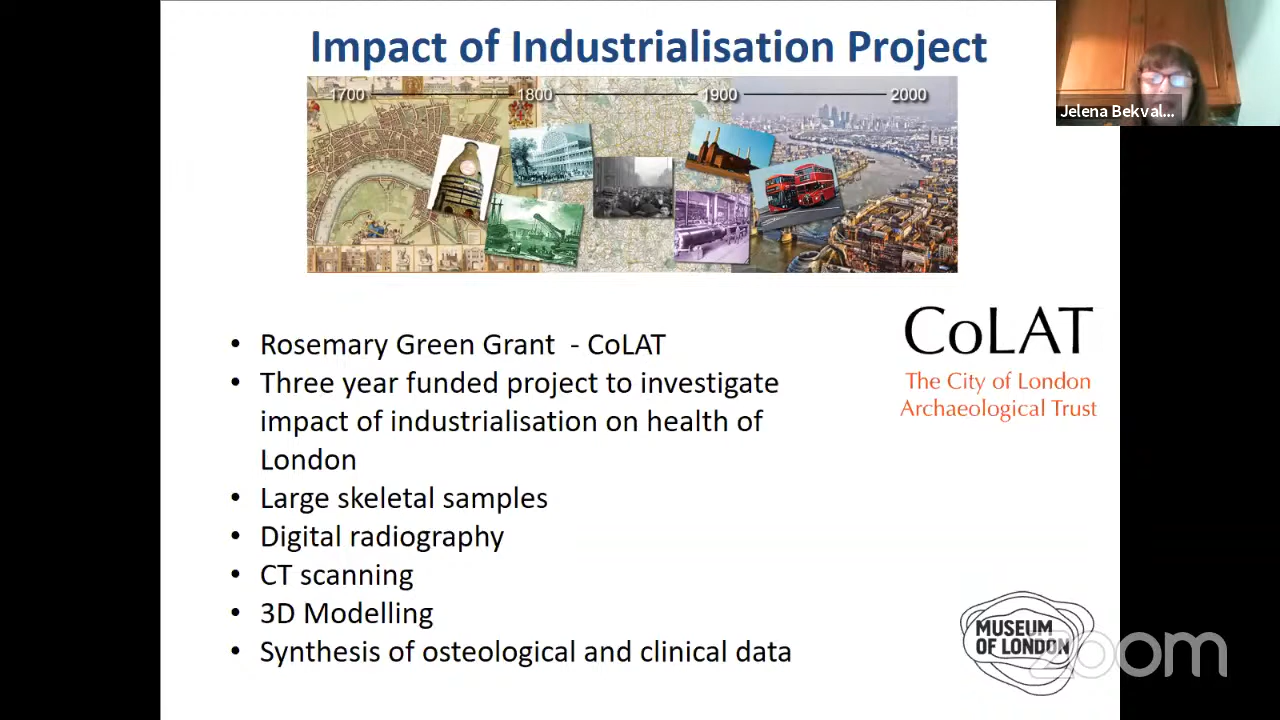 Impact of Industrialisation Project
1700 1800 1900 2000
Jelena Bekval...
• Rosemary Green Grant - CoLAT
• Three year funded project to investigate
impact of industrialisation on health of
London
• Large skeletal samples
• Digital radiography
• CT scanning
• 3D Modelling
• Synthesis of osteological and clinical data
CoLAT
The City of London
Archaeological Trust
MUSEUM
OF LONDON
zoom